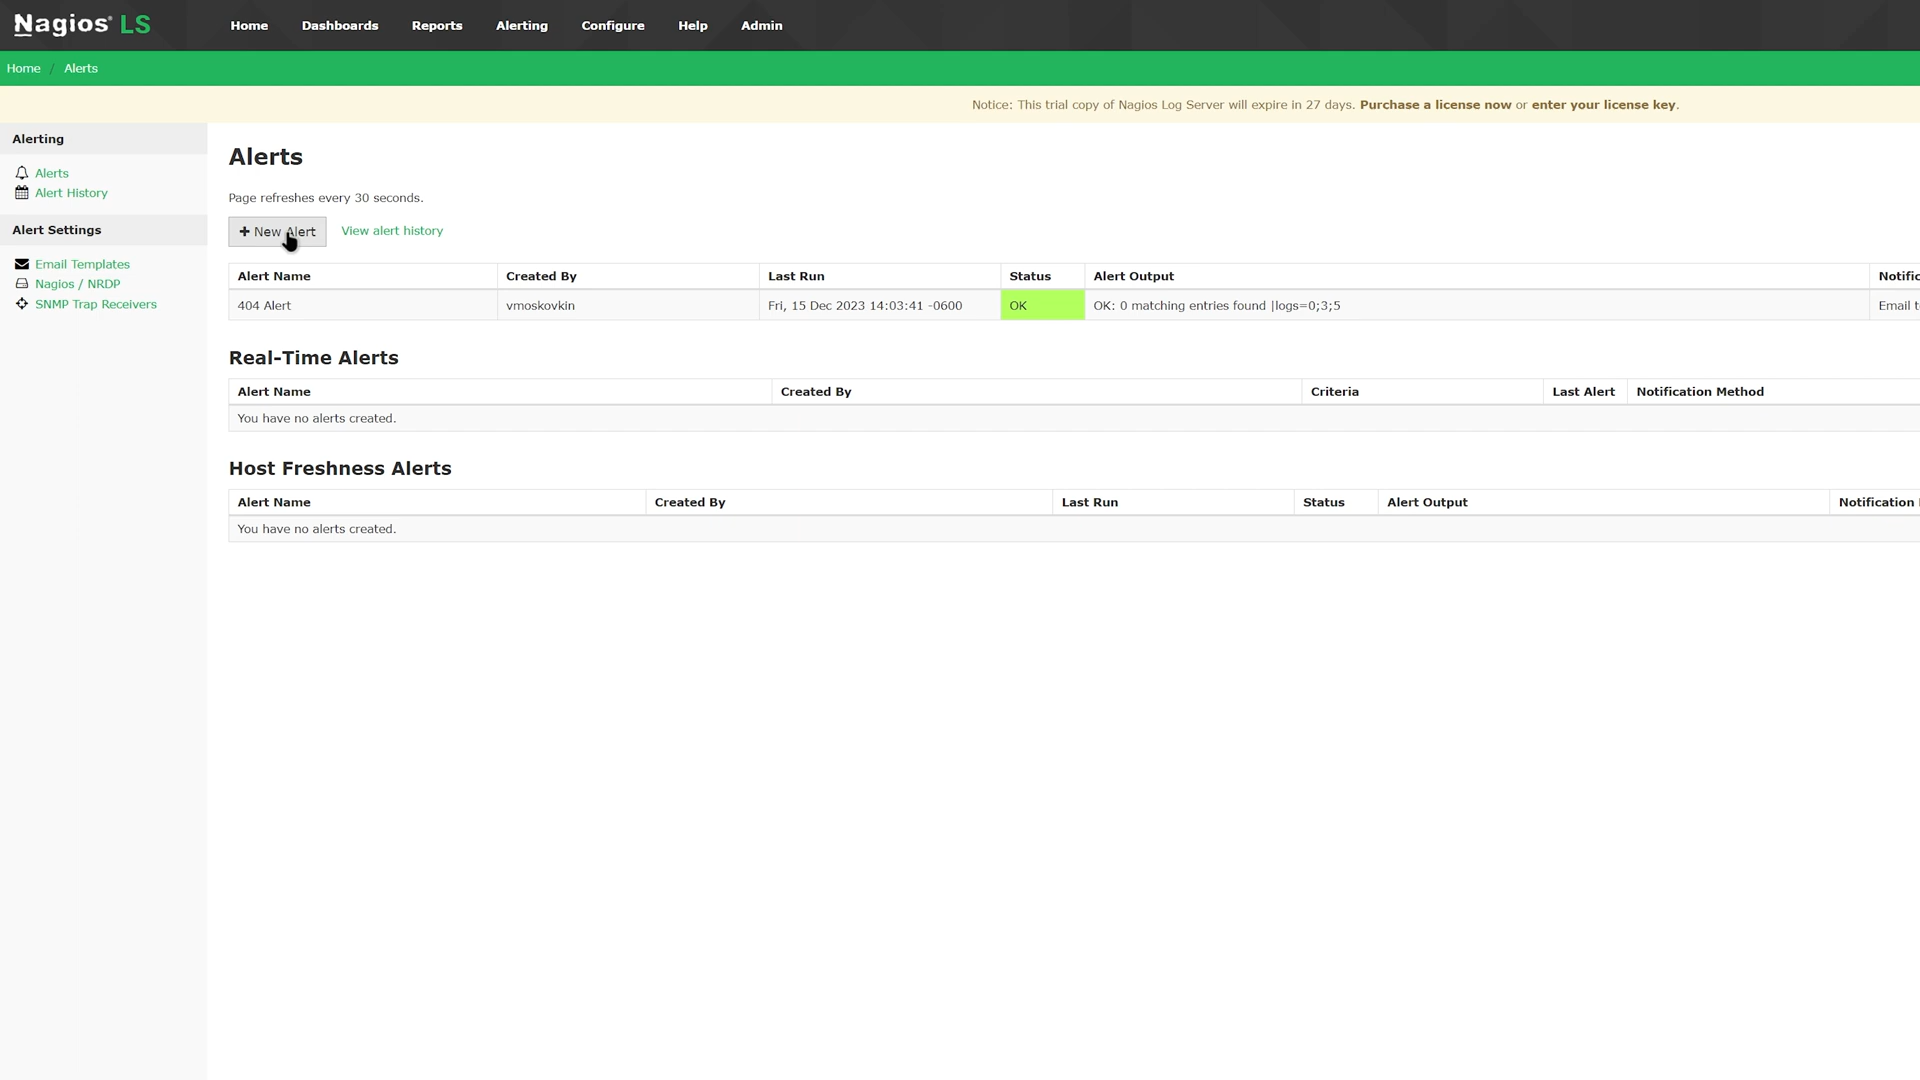 Nagios® LS
Home Dashboards Reports Alerting Configure Help Admin
Home / Alerts
Notice: This trial copy of Nagios Log Server will expire in 27 days. Purchase a license now or enter your license key.
Alerting
Alerts
Alert History
Alert Settings
Email Templates
Nagios / NRDP
SNMP Trap Receivers
Alerts
Page refreshes every 30 seconds.
+ New Alert View alert history
Alert Name Created By Last Run Status Alert Output Notific
404 Alert vmoskovkin Fri, 15 Dec 2023 14:03:41 -0600 OK OK: 0 matching entries found |logs=0;3;5 Email t
Real-Time Alerts
Alert Name Created By Criteria Last Alert Notification Method
You have no alerts created.
Host Freshness Alerts
Alert Name Created By Last Run Status Alert Output Notification
You have no alerts created.